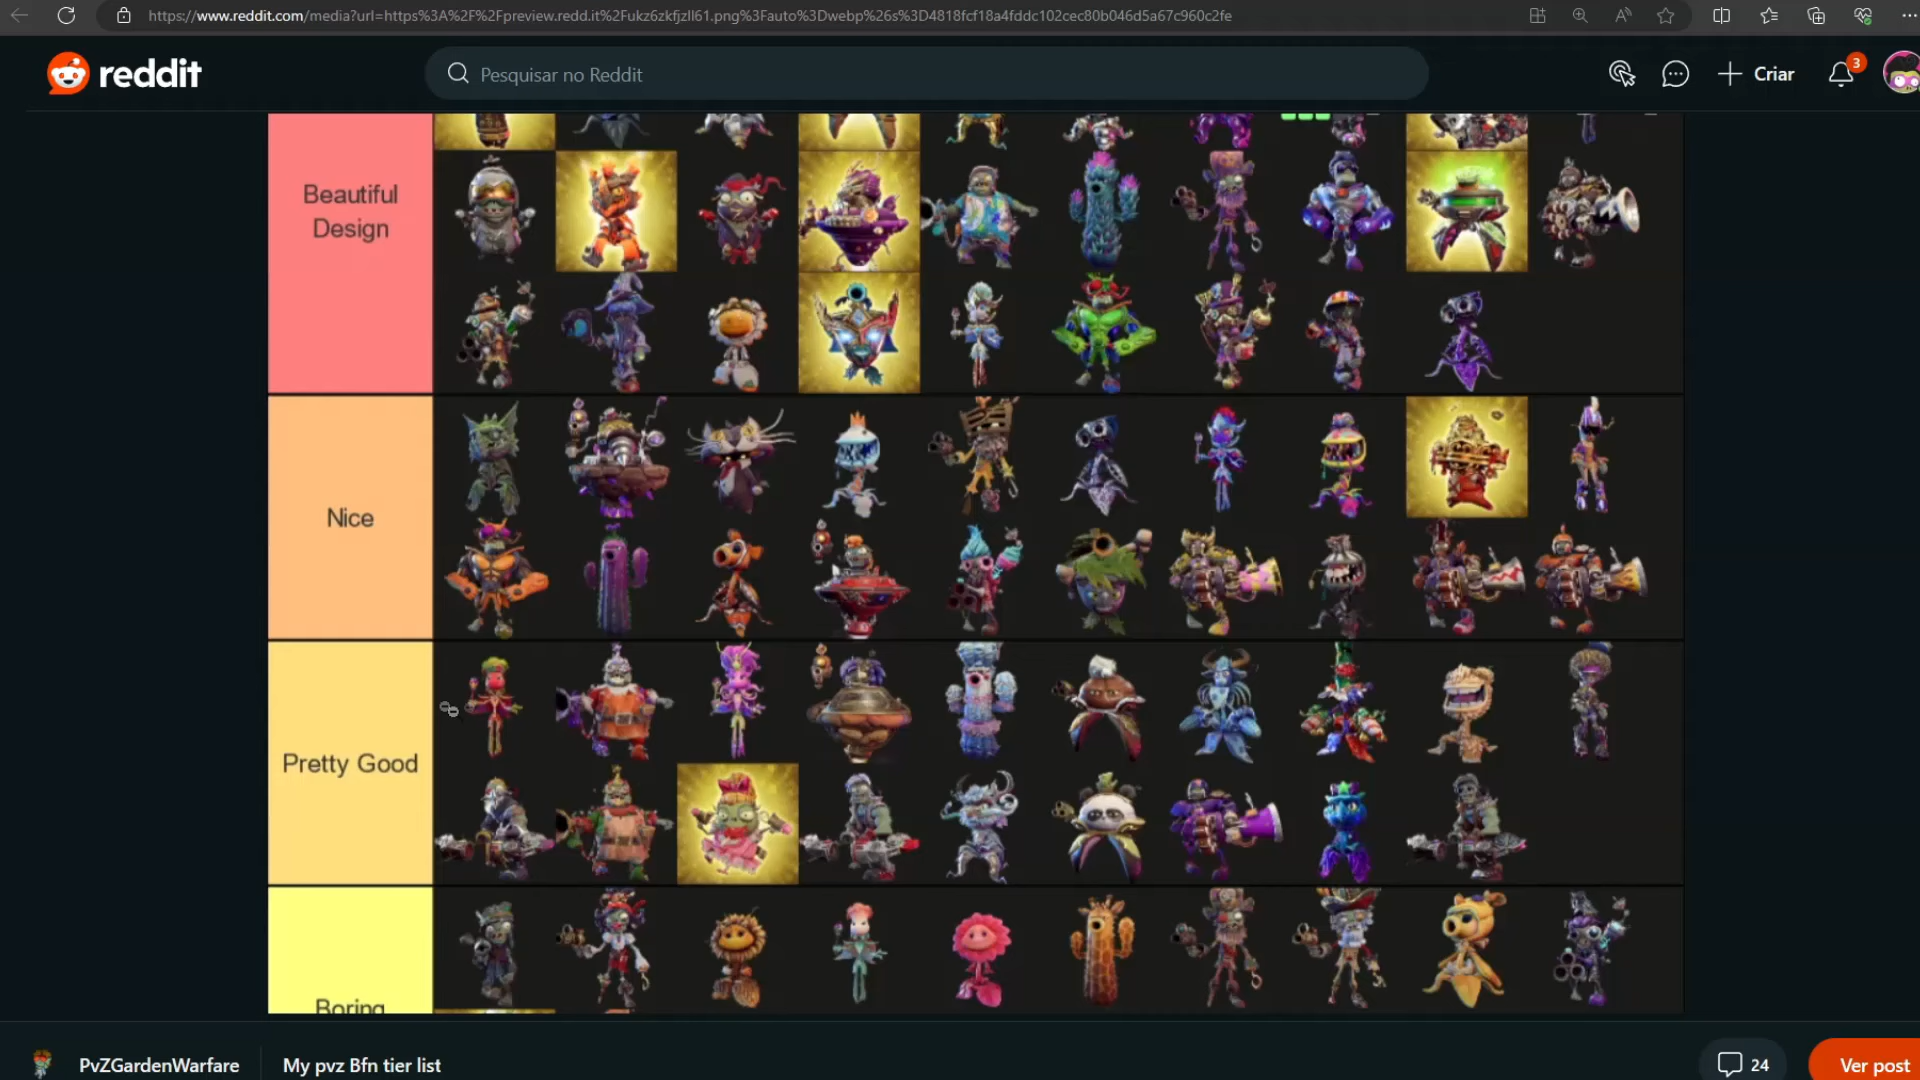 https://www.reddit.com/media?url=https%3A%2F%2Fpreview.redd.it%2Fukz6zkfjzll61.png%3Fauto%3Dwebp%26s%3D4818fcf18a4fddc102cec80b046d5a67c960c2fe
reddit
Pesquisar no Reddit
Criar
3
Beautiful
Design
Nice
Pretty Good
Boring
PvZGardenWarfare
My pvz Bfn tier list
24
Ver post